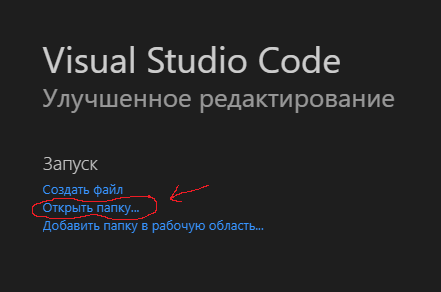 Visual Studio Code
Улучшенное редактирование
Запуск
Создать файл
Открыть папку...
Добавить папку в рабочую область...